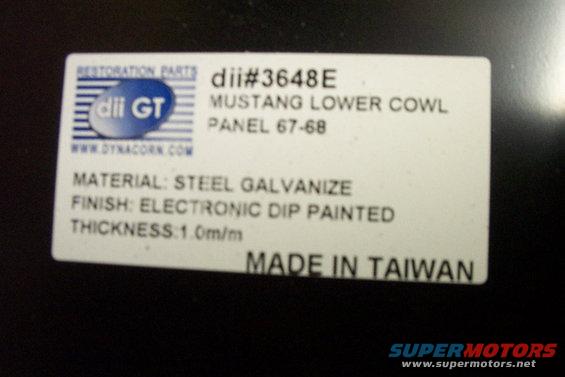 RESTORATION PARTS
dii GT
WWW.DYNACORN.COM
dii#3648E
MUSTANG LOWER COWL
PANEL 67-68
MATERIAL: STEEL GALVANIZE
FINISH: ELECTRONIC DIP PAINTED
THICKNESS:1.0m/m
MADE IN TAIWAN
SUPERMOTORS
www.supermotors.net